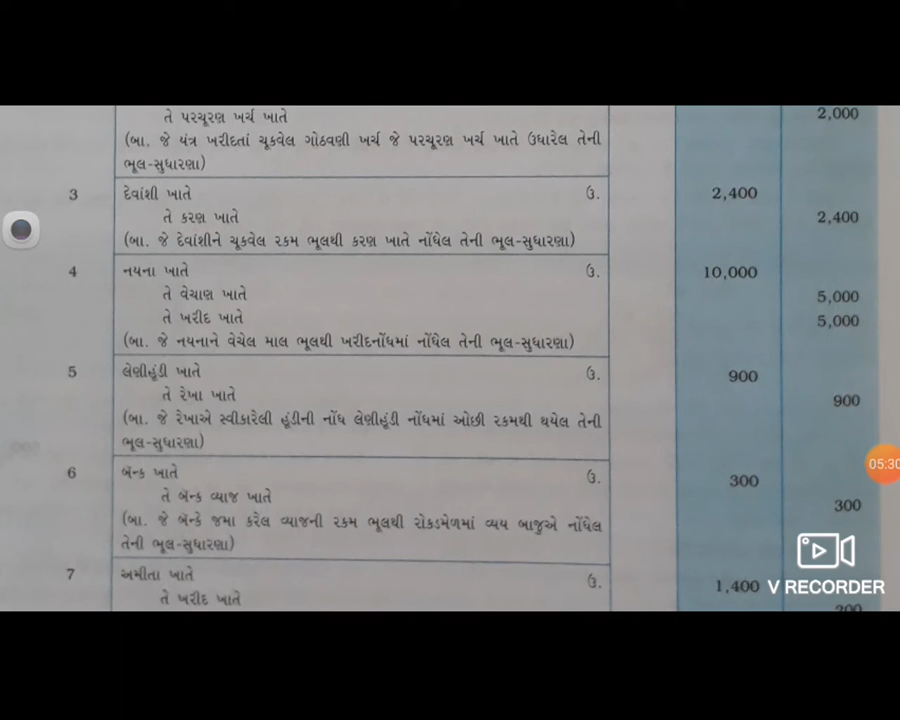 તે પરચૂરણ ખર્ચ ખાતે 2,000
(બા. જે યંત્ર ખરીદતાં ચૂકવેલ ગોઠવણી ખર્ચ જે પરચૂરણ ખર્ચ ખાતે ઉધારેલ તેની
ભૂલ-સુધારણા)
3 દેવાંશી ખાતે ઉ. 2,400
તે કરણ ખાતે 2,400
(બા. જે દેવાંશીને ચૂકવેલ રકમ ભૂલથી કરણ ખાતે નોંધેલ તેની ભૂલ-સુધારણા)
4 નયના ખાતે ઉ. 10,000
તે વેચાણ ખાતે 5,000
તે ખરીદ ખાતે 5,000
(બા. જે નયનાને વેચેલ માલ ભૂલથી ખરીદનોંધમાં નોંધેલ તેની ભૂલ-સુધારણા)
5 લેણીહૂંડી ખાતે ઉ. 900
તે રેખા ખાતે 900
(બા. જે રેખાએ સ્વીકારેલી હૂંડીની નોંધ લેણીહૂંડી નોંધમાં ઓછી રકમથી થયેલ તેની
ભૂલ-સુધારણા)
6 બૅન્ક ખાતે ઉ. 300
તે બૅન્ક વ્યાજ ખાતે 300
(બા. જે બૅન્કે જમા કરેલ વ્યાજની રકમ ભૂલથી રોકડમેળમાં વ્યય બાજુએ નોંધેલ
તેની ભૂલ-સુધારણા)
7 અમીતા ખાતે ઉ. 1,400
તે ખરીદ ખાતે
05:30
V RECORDER